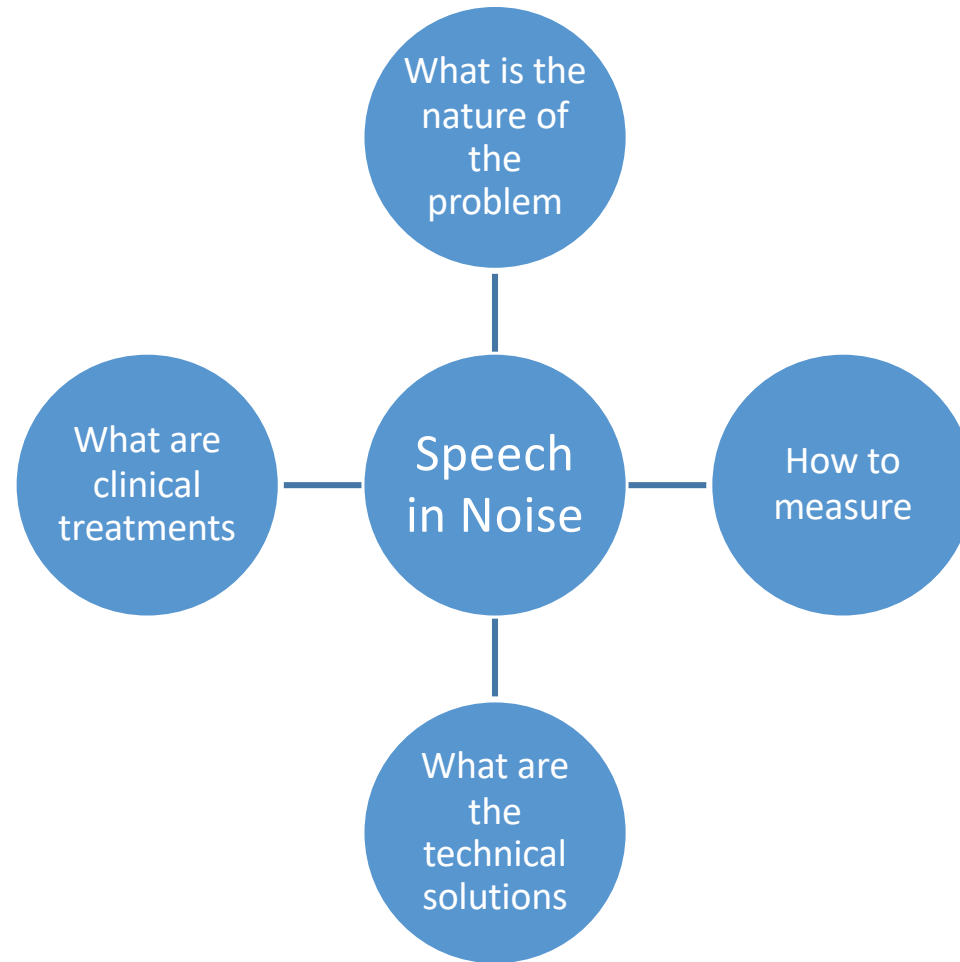 What is the
nature of
the
problem
What are
clinical
treatments
Speech
in Noise
How to
measure
What are
the
technical
solutions